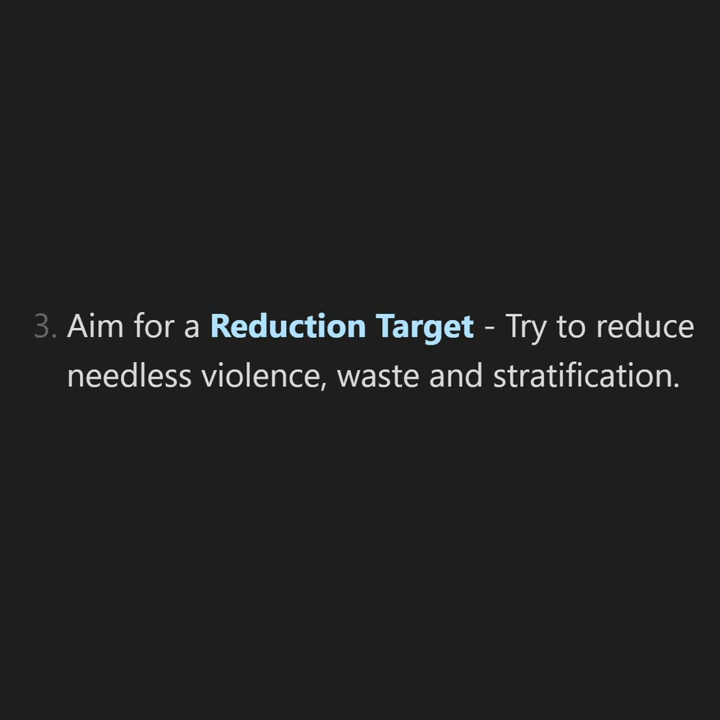 3. Aim for a Reduction Target - Try to reduce
needless violence, waste and stratification.